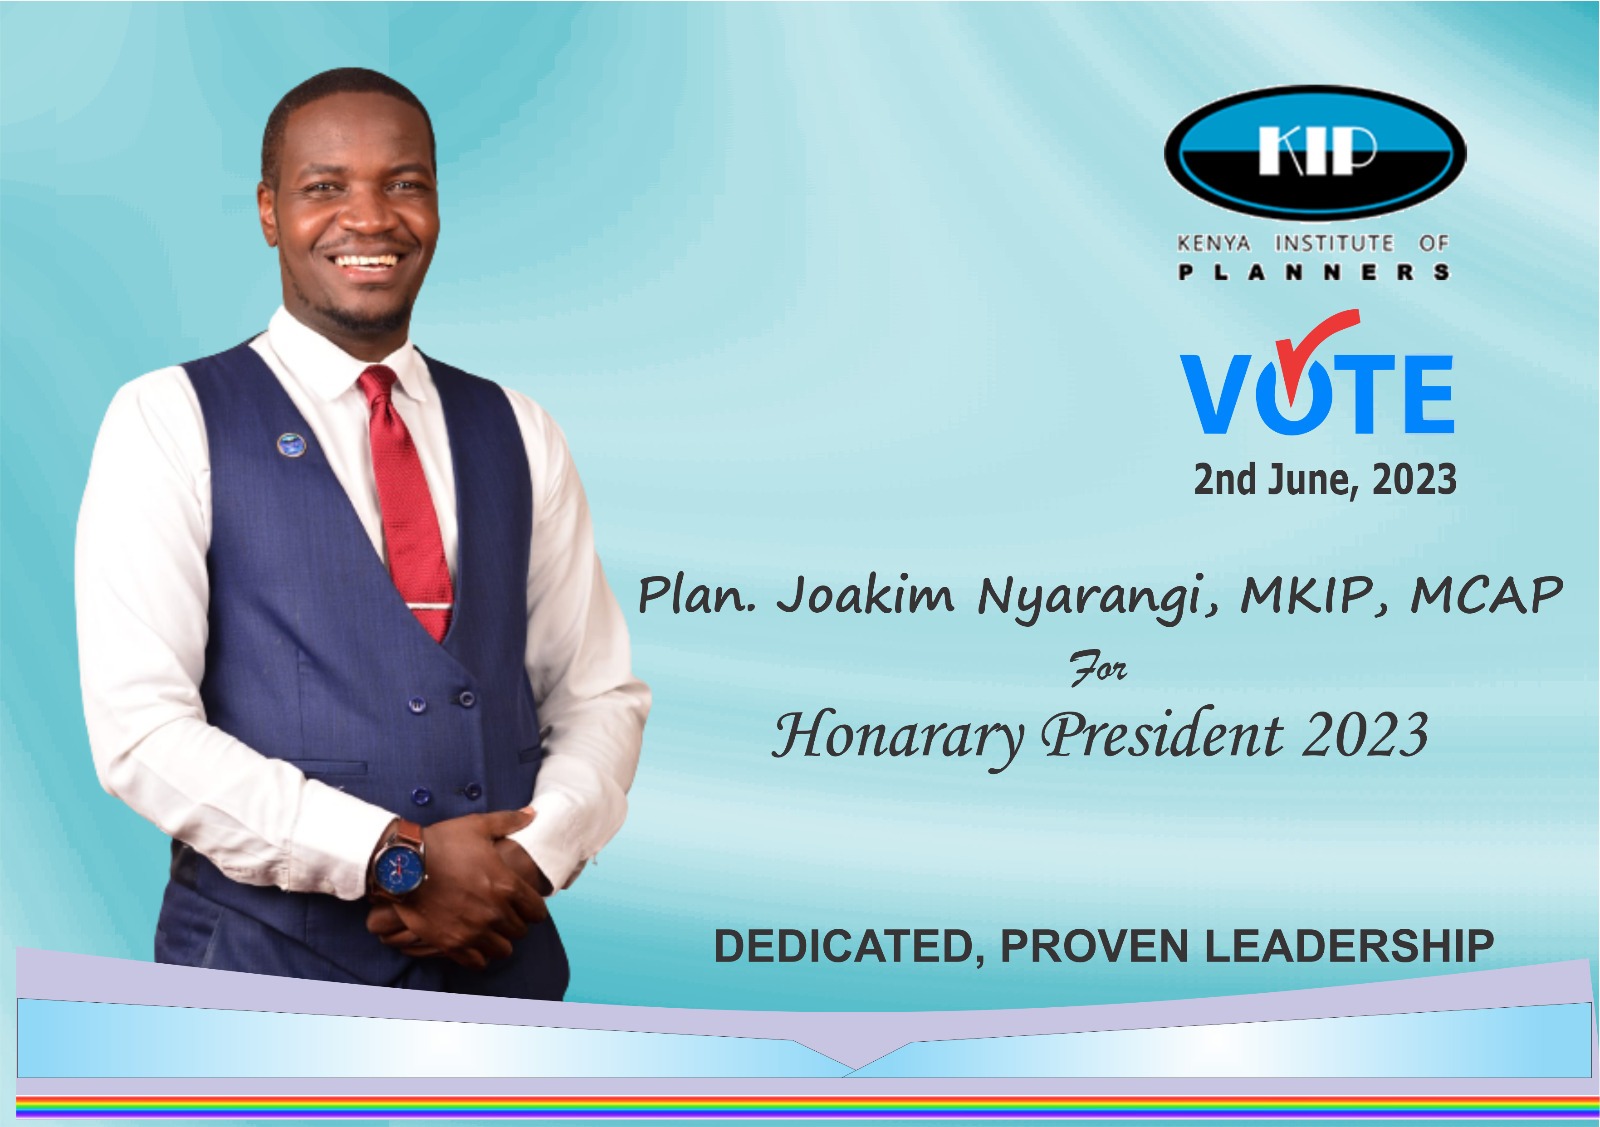 KIP
KENYA INSTITUTE OF
PLANNERS
VOTE
2nd June, 2023
Plan. Joakim Nyarangi, MKIP, MCAP
For
Honarary President 2023
DEDICATED, PROVEN LEADERSHIP